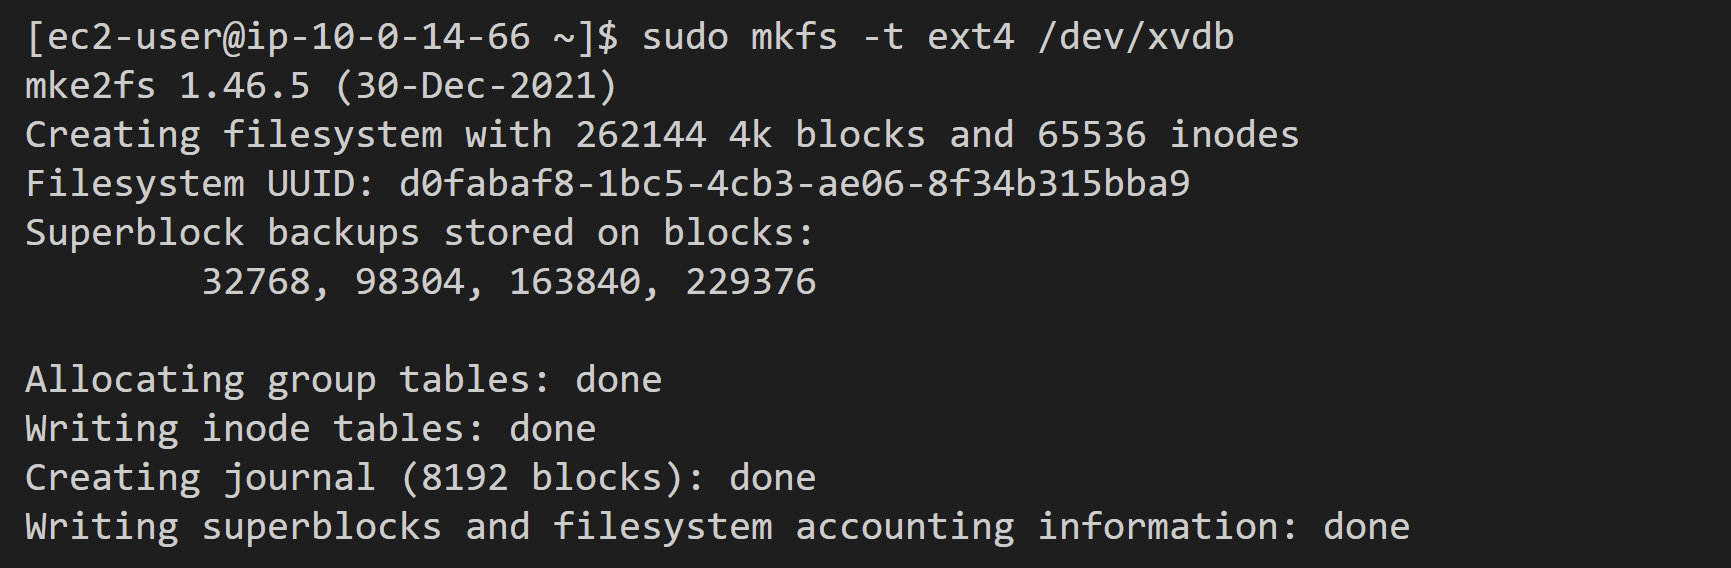 [ec2-user@ip-10-0-14-66 ~]$ sudo mkfs -t ext4 /dev/xvdb
mke2fs 1.46.5 (30-Dec-2021)
Creating filesystem with 262144 4k blocks and 65536 inodes
Filesystem UUID: d0fabaf8-1bc5-4cb3-ae06-8f34b315bba9
Superblock backups stored on blocks:
        32768, 98304, 163840, 229376

Allocating group tables: done
Writing inode tables: done
Creating journal (8192 blocks): done
Writing superblocks and filesystem accounting information: done